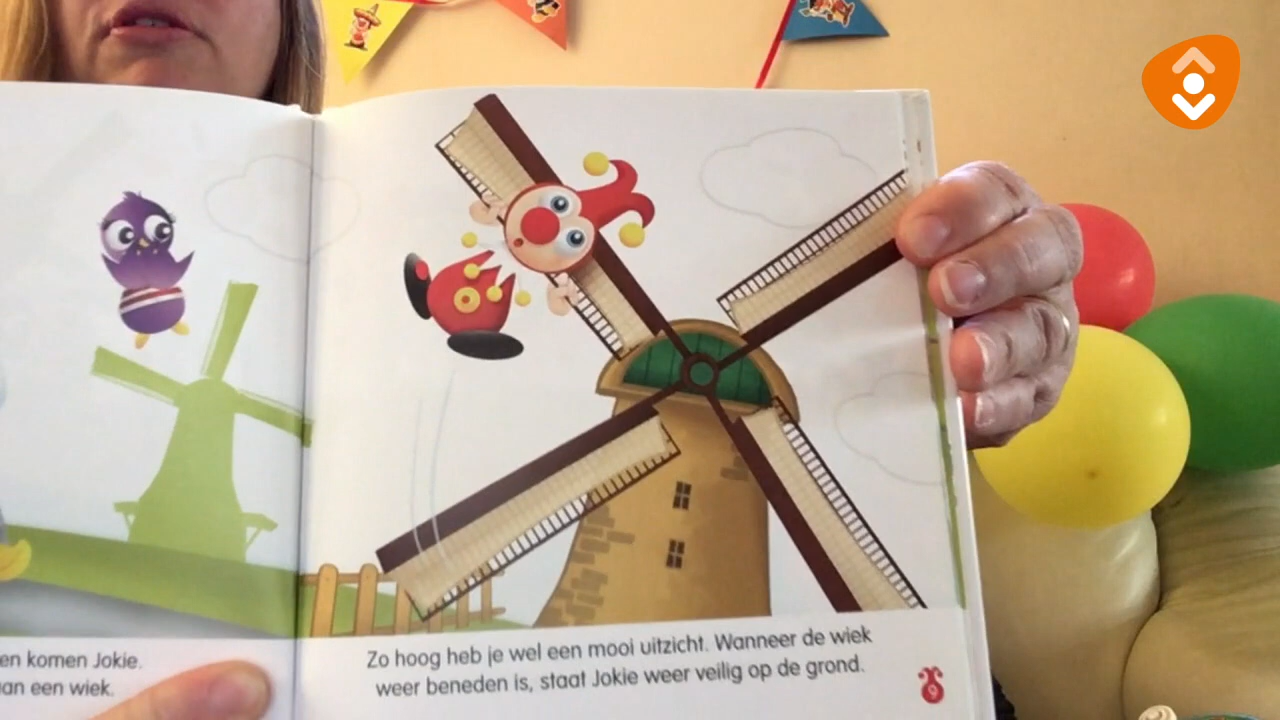 en komen Jokie.
an een wiek.
Zo hoog heb je wel een mooi uitzicht. Wanneer de wiek
weer beneden is, staat Jokie weer veilig op de grond.
9